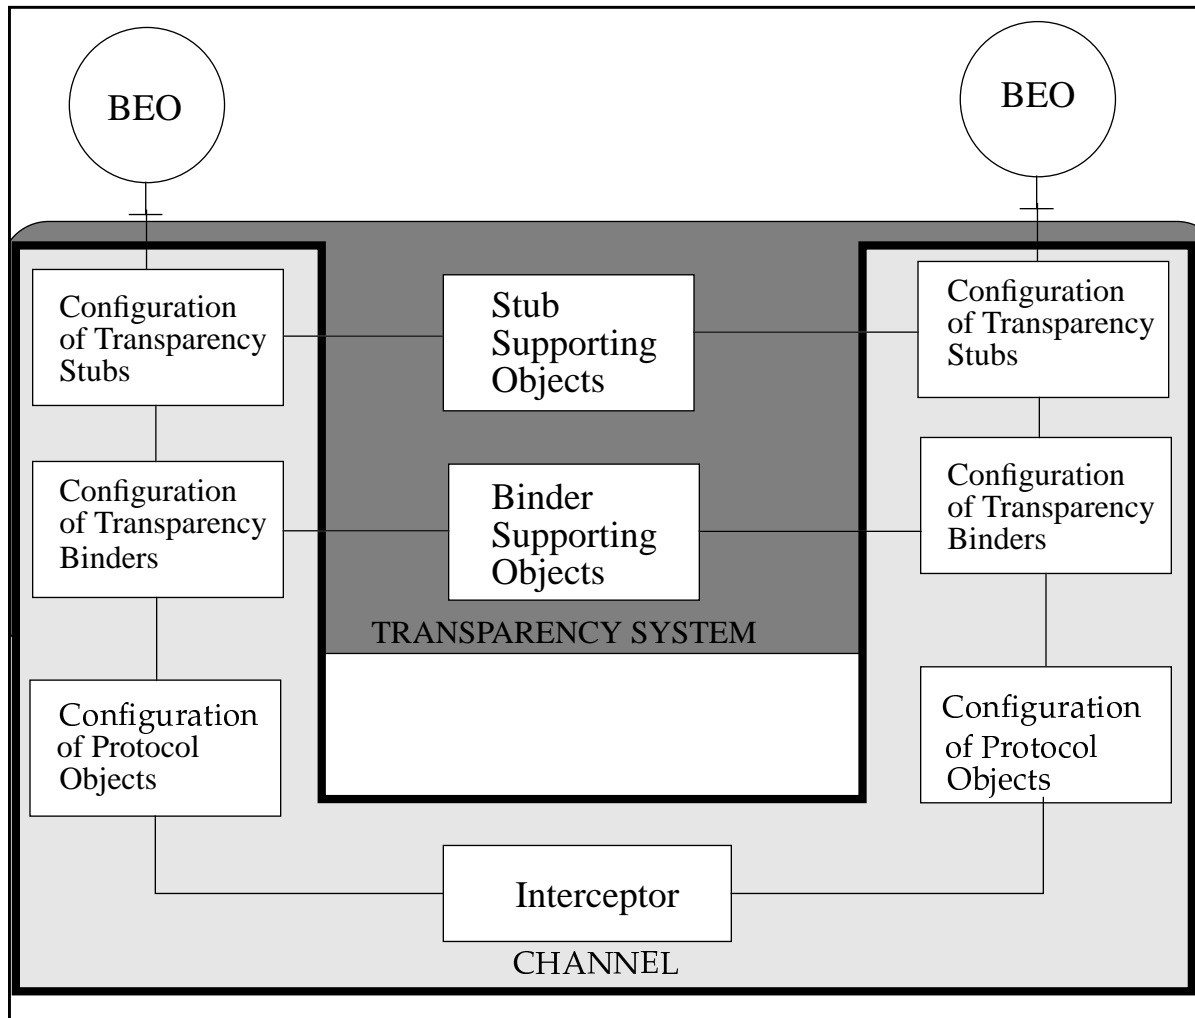 BEO
BEO
Configuration
of Transparency
Stubs
Stub
Supporting
Objects
Configuration
of Transparency
Stubs
Configuration
of Transparency
Binders
Binder
Supporting
Objects
Configuration
of Transparency
Binders
TRANSPARENCY SYSTEM
Configuration
of Protocol
Objects
Configuration
of Protocol
Objects
Interceptor
CHANNEL